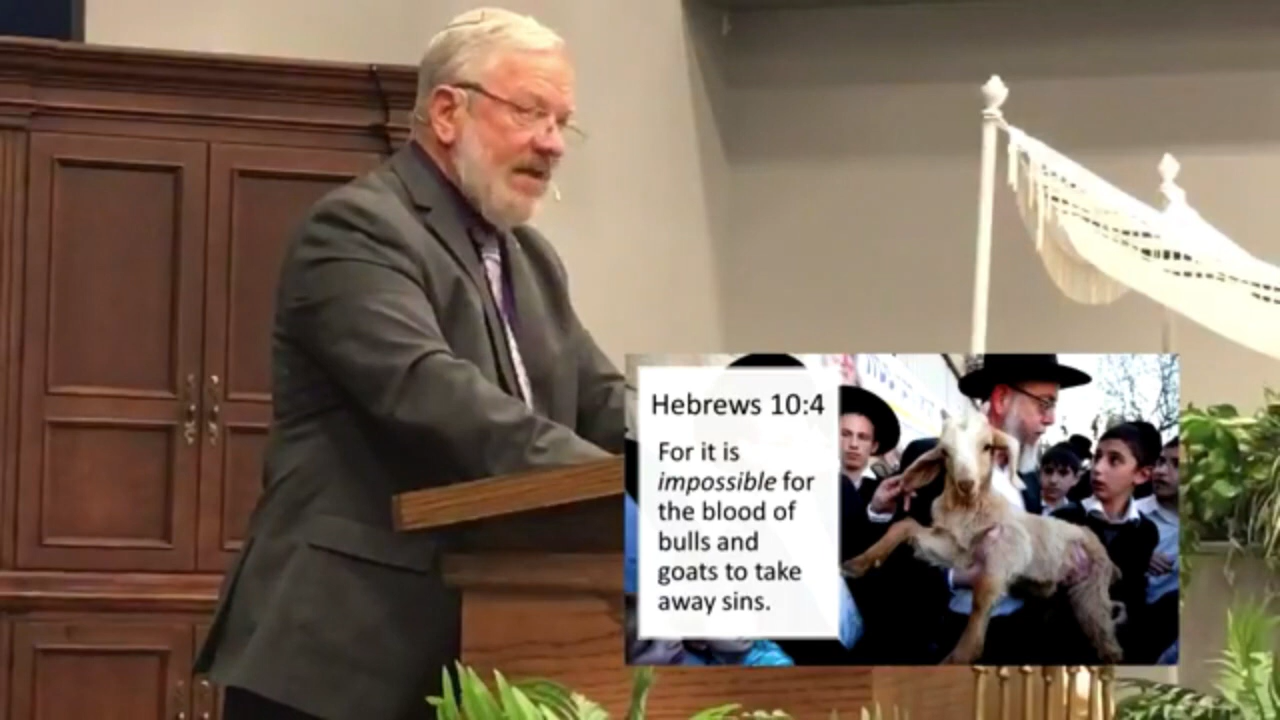 Hebrews 10:4
For it is
impossible for
the blood of
bulls and
goats to take
away sins.